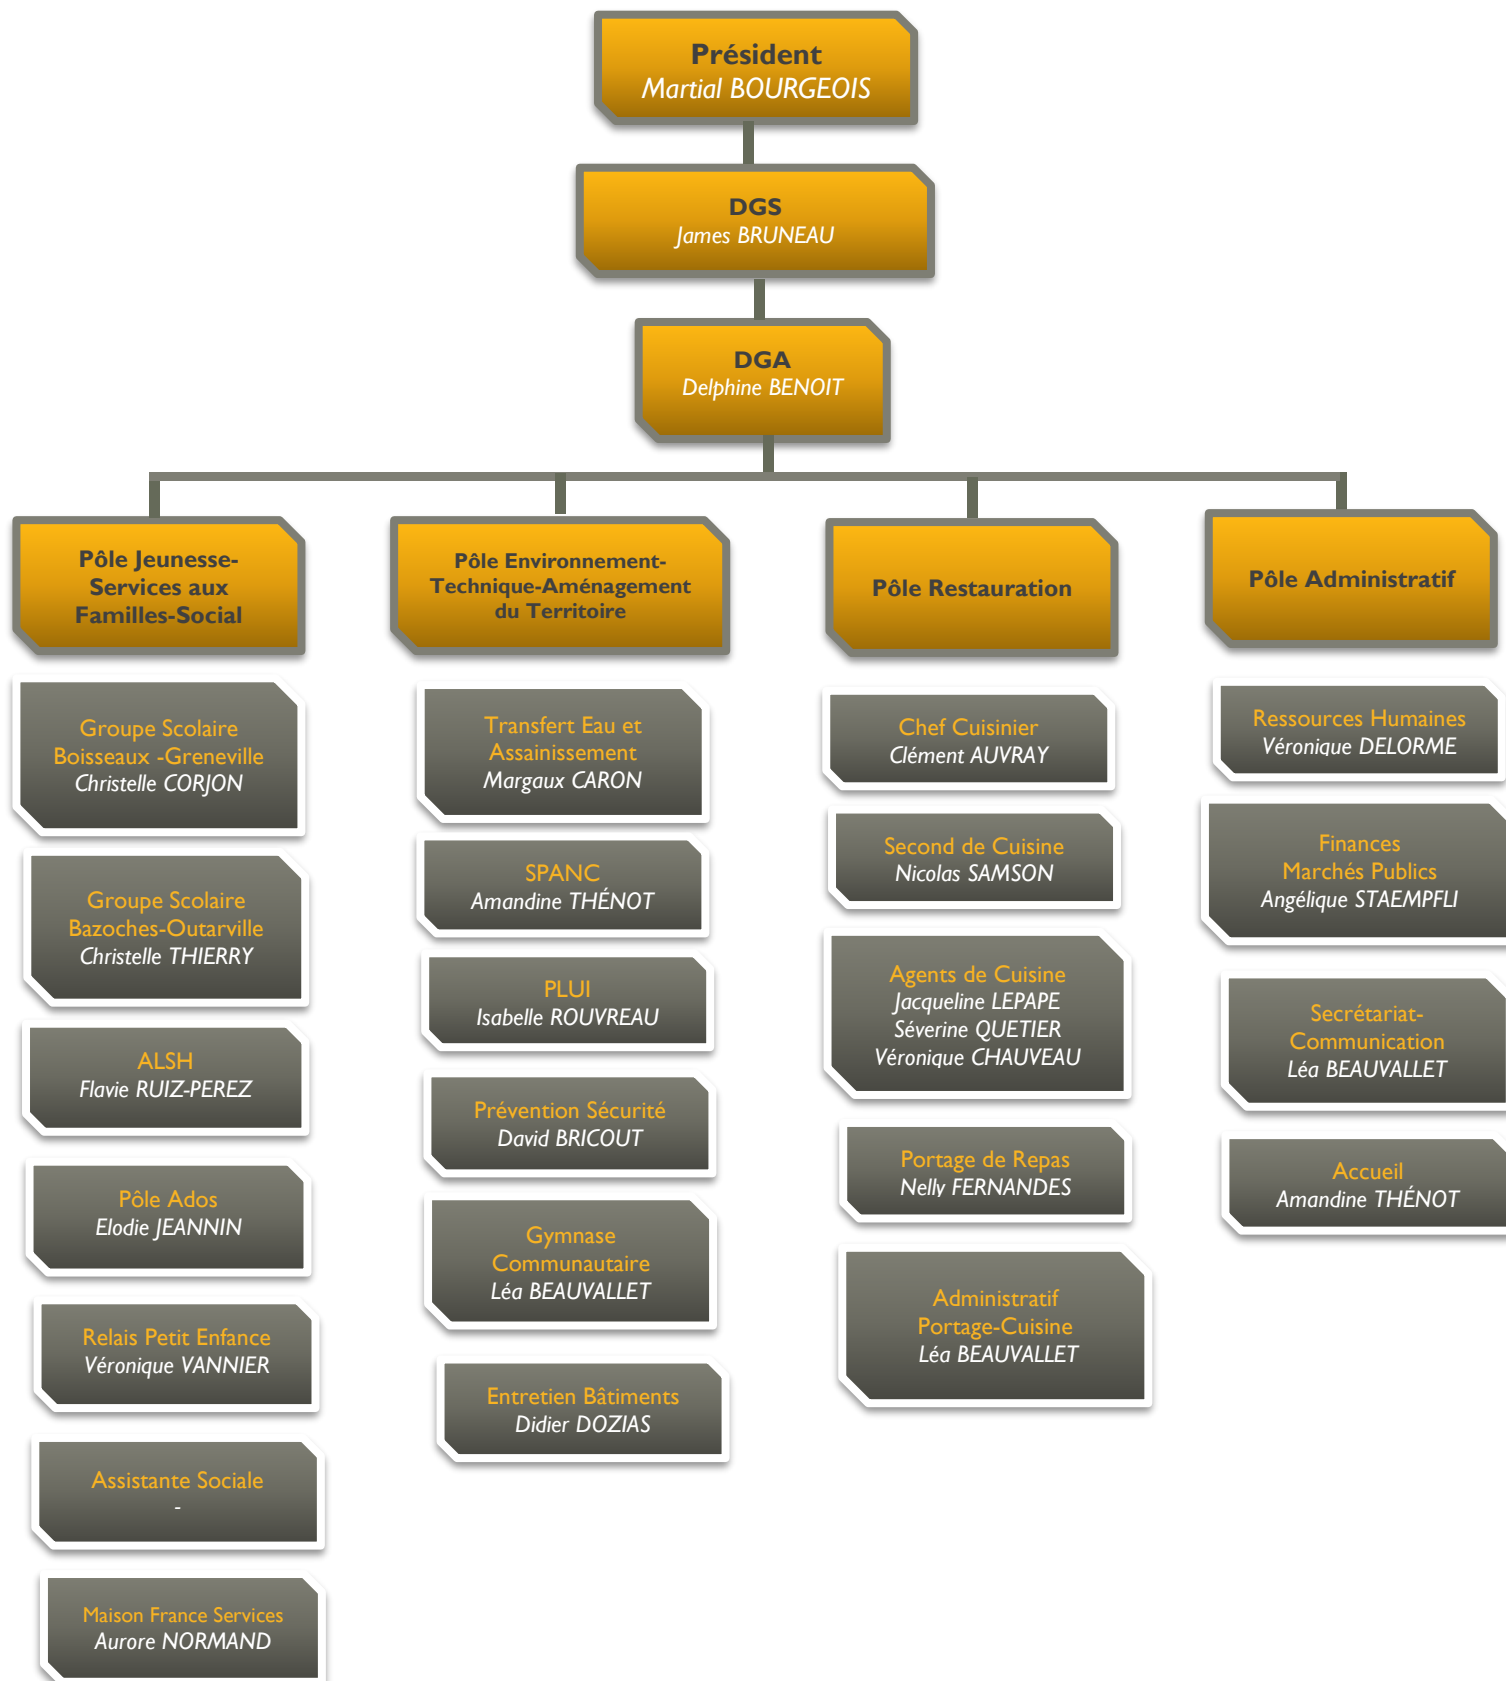 Président
Martial BOURGEOIS
DGS
James BRUNEAU
DGA
Delphine BENOIT
Pôle Jeunesse-
Services aux
Familles-Social
Groupe Scolaire
Boisseaux -Greneville
Christelle CORJON
Groupe Scolaire
Bazoches-Outarville
Christelle THIERRY
ALSH
Flavie RUIZ-PEREZ
Pôle Ados
Elodie JEANNIN
Relais Petit Enfance
Véronique VANNIER
Assistante Sociale
-
Maison France Services
Aurore NORMAND
Pôle Environnement-
Technique-Aménagement
du Territoire
Transfert Eau et
Assainissement
Margaux CARON
SPANC
Amandine THÉNOT
PLUI
Isabelle ROUVREAU
Prévention Sécurité
David BRICOUT
Gymnase
Communautaire
Léa BEAUVALLET
Entretien Bâtiments
Didier DOZIAS
Pôle Restauration
Chef Cuisinier
Clément AUVRAY
Second de Cuisine
Nicolas SAMSON
Agents de Cuisine
Jacqueline LEPAPE
Séverine QUETIER
Véronique CHAUVEAU
Portage de Repas
Nelly FERNANDES
Administratif
Portage-Cuisine
Léa BEAUVALLET
Pôle Administratif
Ressources Humaines
Véronique DELORME
Finances
Marchés Publics
Angélique STAEMPFLI
Secrétariat-
Communication
Léa BEAUVALLET
Accueil
Amandine THÉNOT